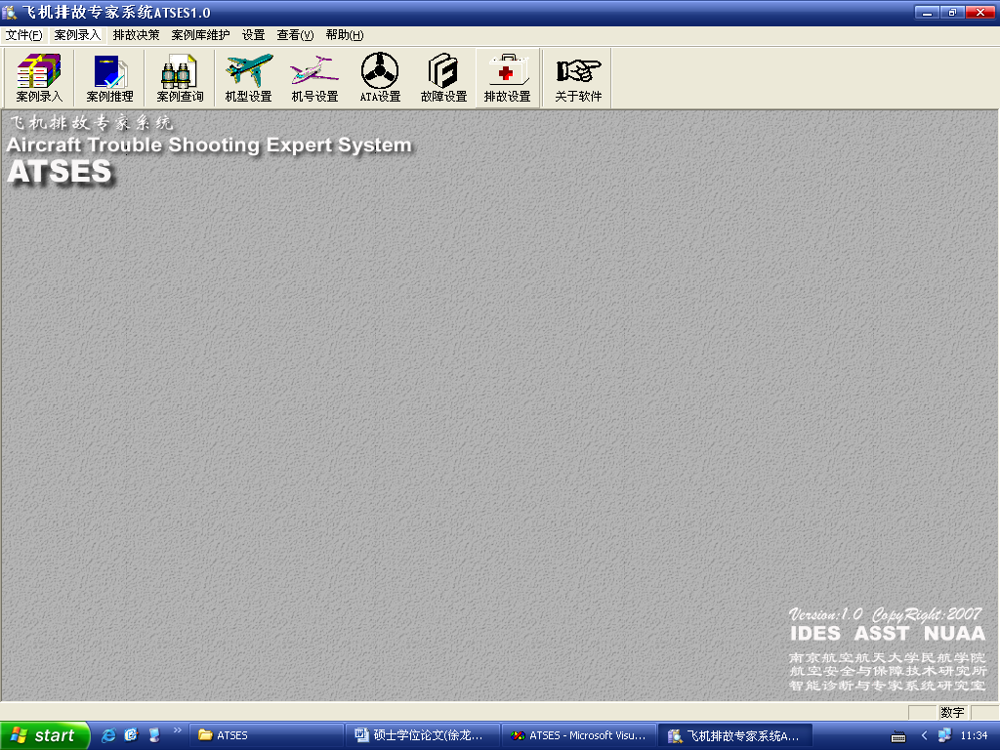 飞机排故专家系统ATSES1.0
文件(F) 案例录入 排故决策 案例库维护 设置 查看(V) 帮助(H)
案例录入 案例推理 案例查询 机型设置 机号设置 ATA设置 故障设置 排故设置 关于软件
飞机排故专家系统
Aircraft Trouble Shooting Expert System
ATSES
Version:1.0 CopyRight:2007
IDES ASST NUAA
南京航空航天大学民航学院
航空安全与保障技术研究所
智能诊断与专家系统研究室
数字
start ATSES 硕士学位论文(徐龙... ATSES - Microsoft Visu... 飞机排故专家系统A... 11:34